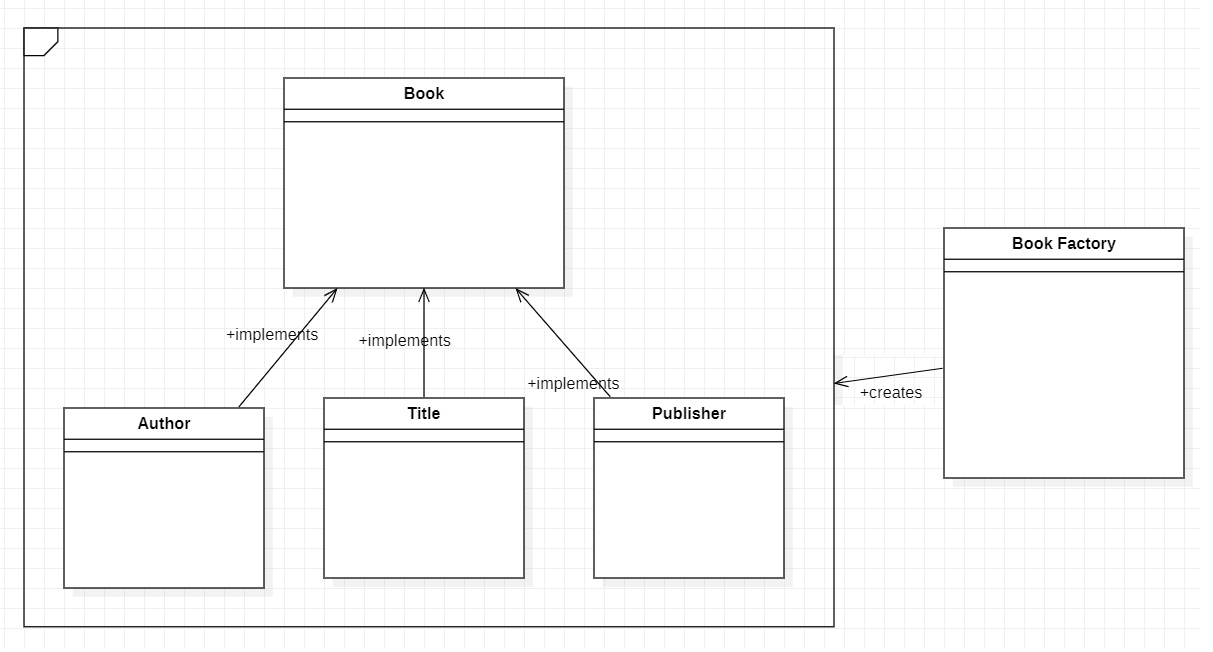 Book
Book Factory
+implements
+implements
+implements
+creates
Author
Title
Publisher